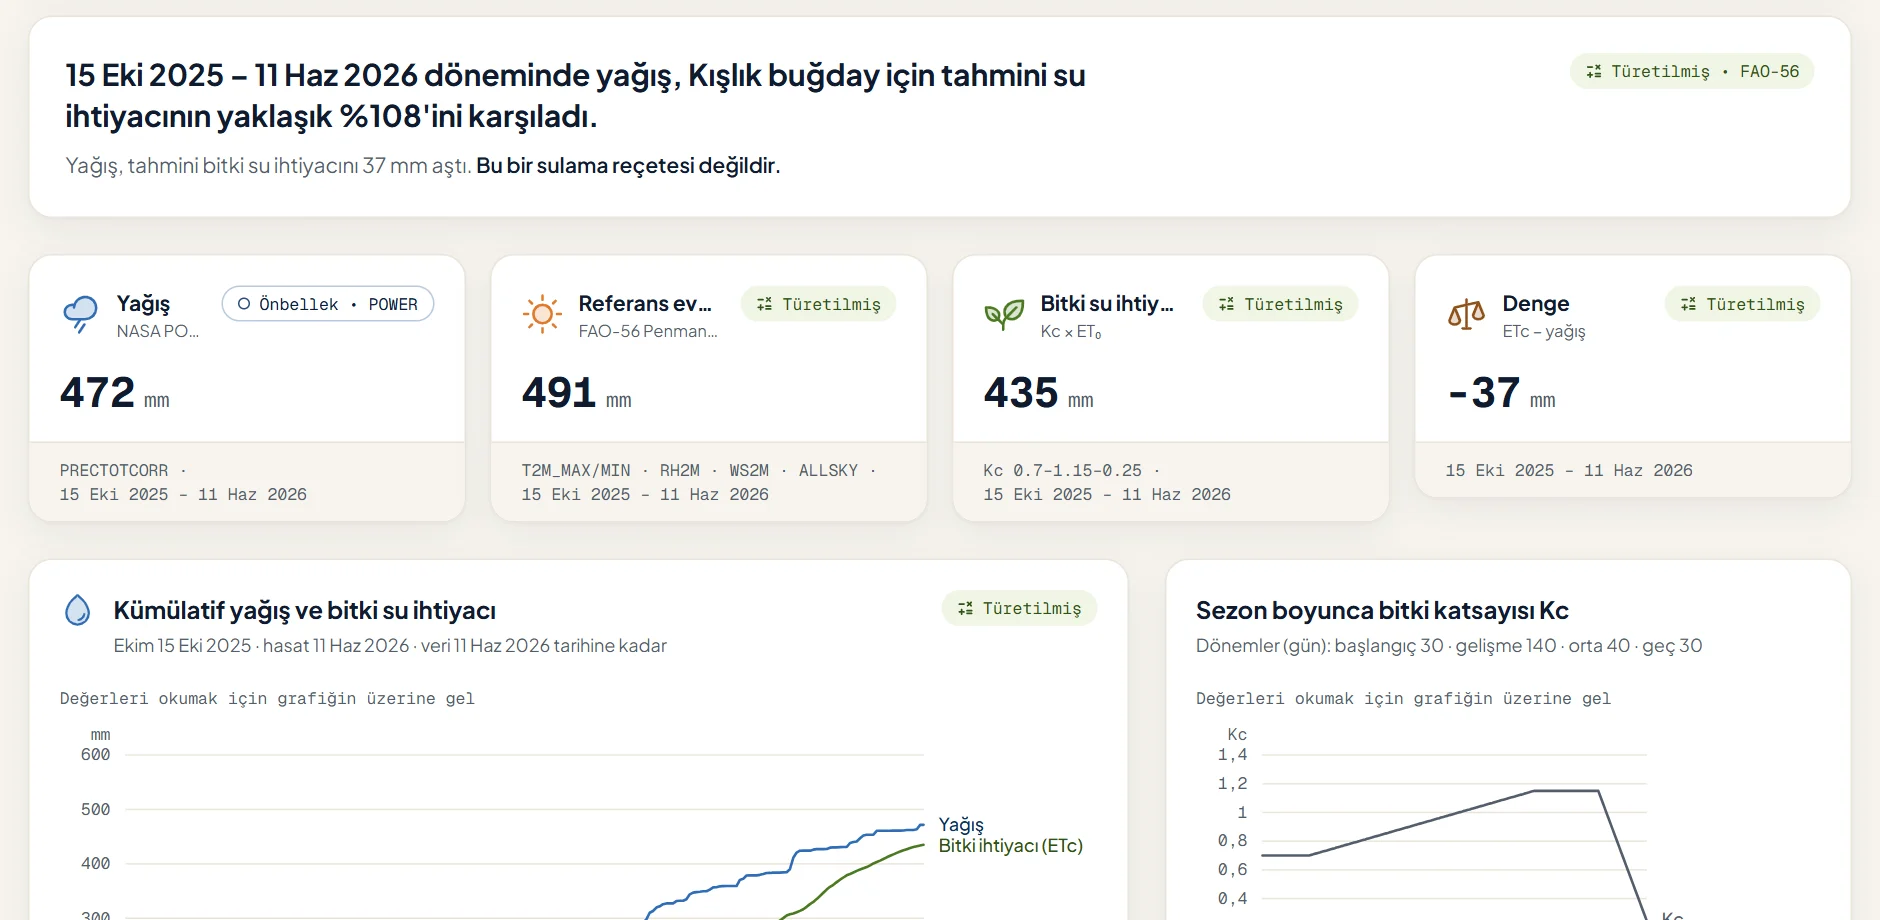 15 Eki 2025 – 11 Haz 2026 döneminde yağış, Kışlık buğday için tahmini su
ihtiyacının yaklaşık %108'ini karşıladı.
Türetilmiş • FAO-56
Yağış, tahmini bitki su ihtiyacını 37 mm aştı. Bu bir sulama reçetesi değildir.
Yağış
NASA PO...
Önbellek • POWER
472 mm
PRECTOTCORR ·
15 Eki 2025 – 11 Haz 2026
Referans ev...
FAO-56 Penman...
Türetilmiş
491 mm
T2M_MAX/MIN · RH2M · WS2M · ALLSKY ·
15 Eki 2025 – 11 Haz 2026
Bitki su ihtiy...
Kc × ET₀
Türetilmiş
435 mm
Kc 0.7–1.15–0.25 ·
15 Eki 2025 – 11 Haz 2026
Denge
ETc – yağış
Türetilmiş
-37 mm
15 Eki 2025 – 11 Haz 2026
Kümülatif yağış ve bitki su ihtiyacı
Ekim 15 Eki 2025 · hasat 11 Haz 2026 · veri 11 Haz 2026 tarihine kadar
Türetilmiş
Değerleri okumak için grafiğin üzerine gel
mm
600
500
400
300
Yağış
Bitki ihtiyacı (ETc)
Sezon boyunca bitki katsayısı Kc
Dönemler (gün): başlangıç 30 · gelişme 140 · orta 40 · geç 30
Değerleri okumak için grafiğin üzerine gel
Kc
1,4
1,2
1
0,8
0,6
0,4
Kc